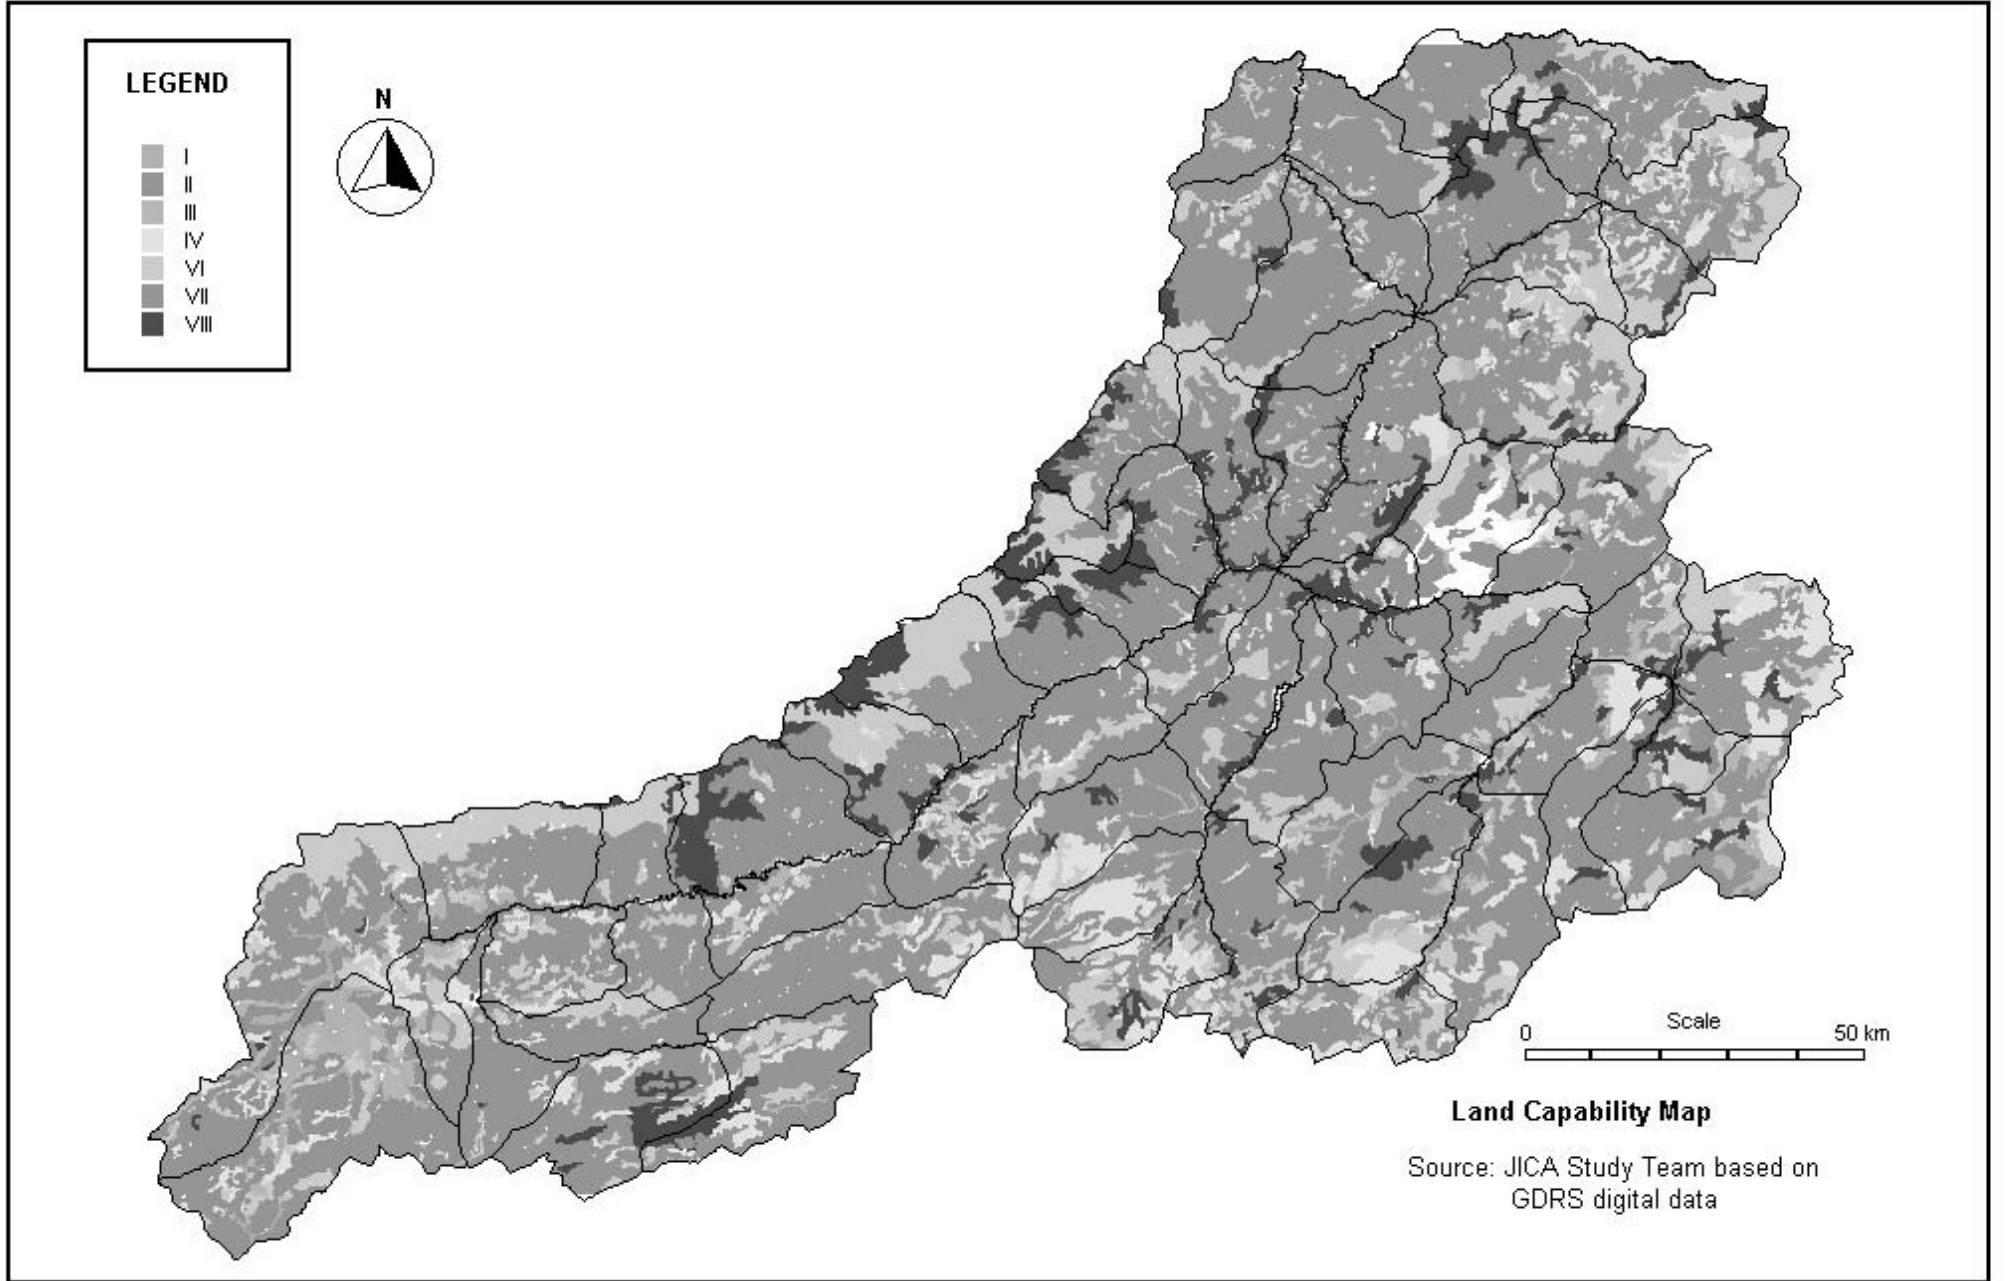 LEGEND
I
II
III
IV
VI
VII
VIII
N
Scale
0 50 km
Land Capability Map
Source: JICA Study Team based on
GDRS digital data